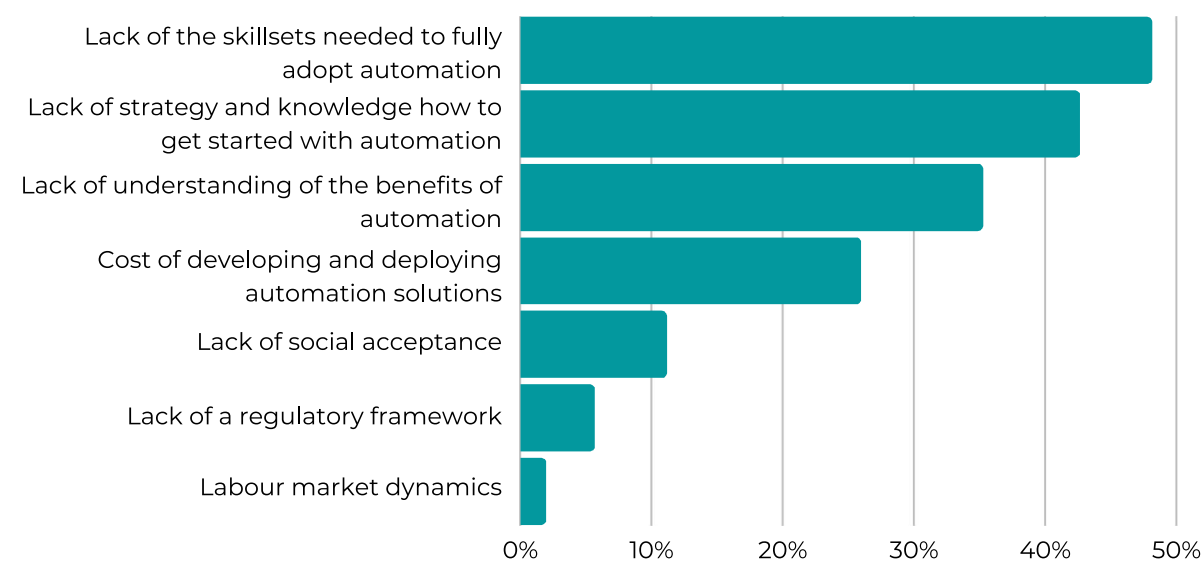 Lack of the skillsets needed to fully
adopt automation
Lack of strategy and knowledge how to
get started with automation
Lack of understanding of the benefits of
automation
Cost of developing and deploying
automation solutions
Lack of social acceptance
Lack of a regulatory framework
Labour market dynamics
0% 10% 20% 30% 40% 50%